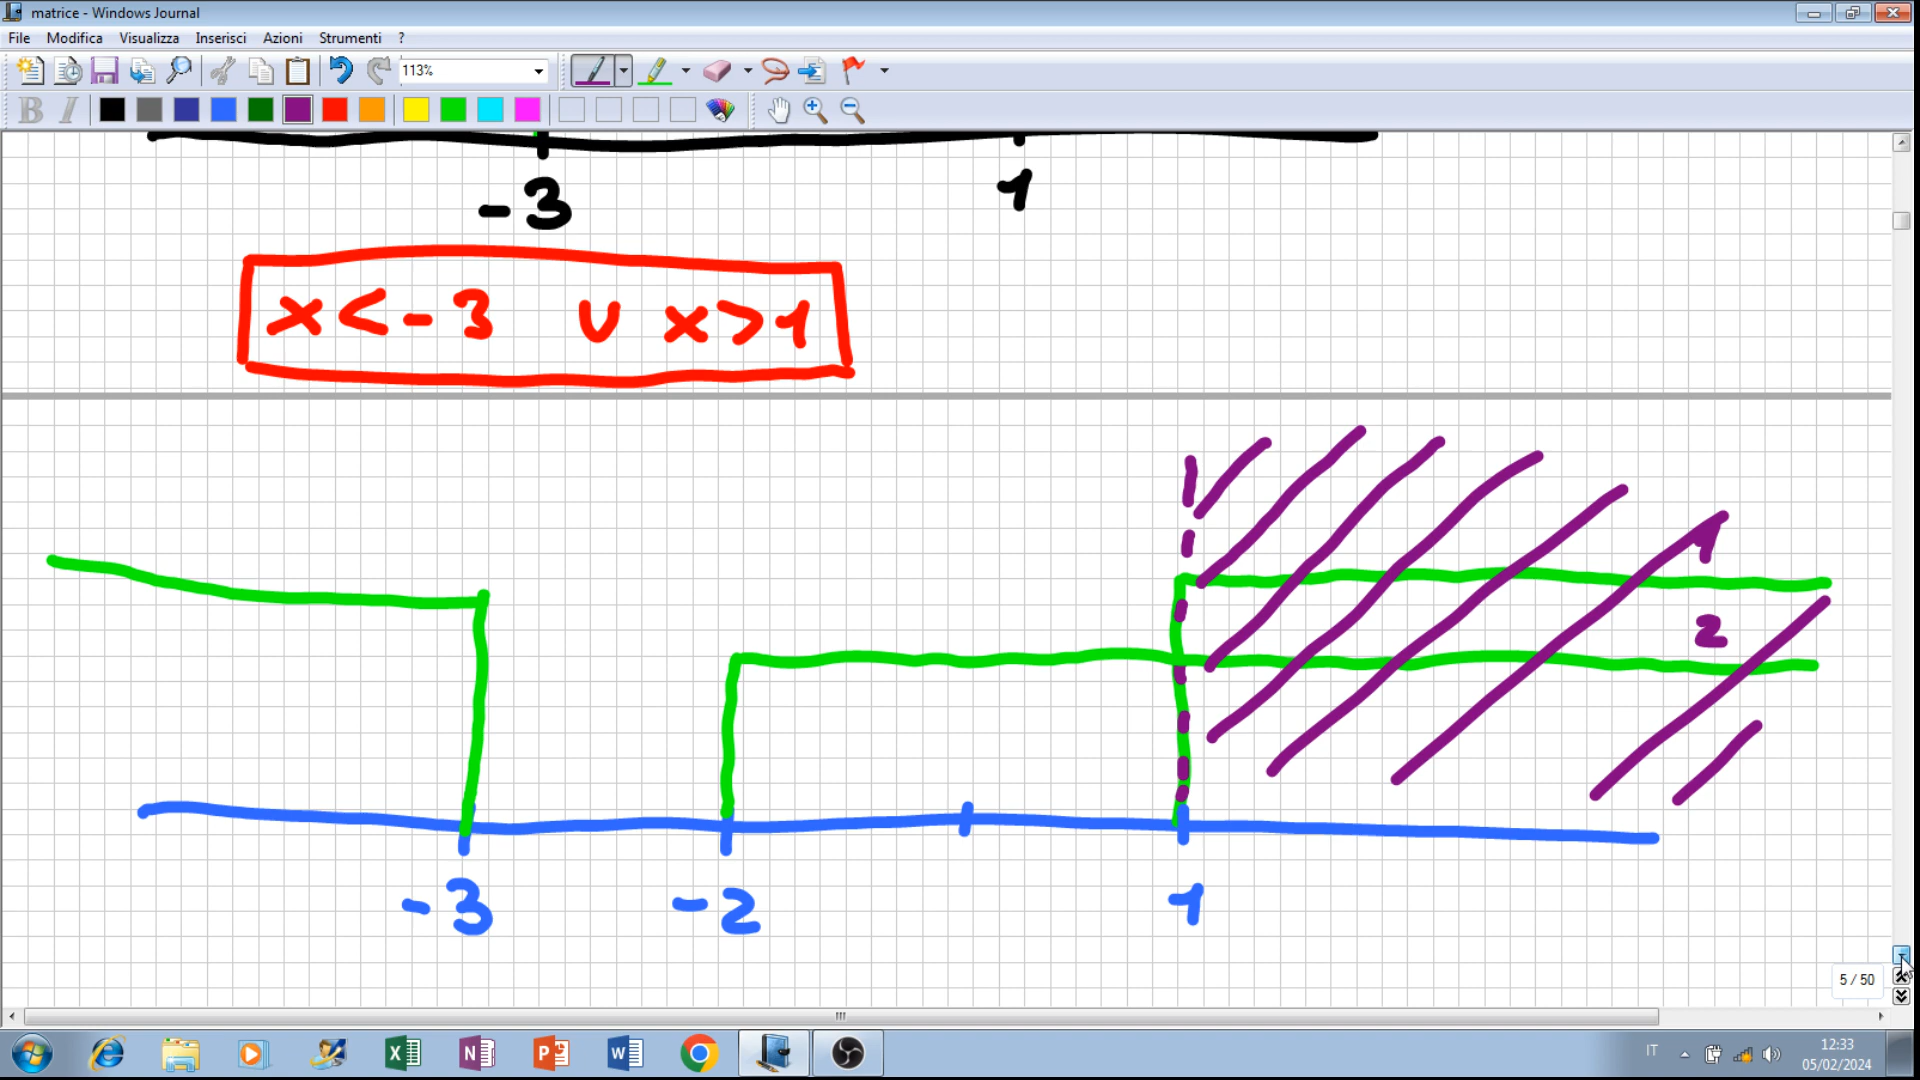 matrice - Windows Journal
File Modifica Visualizza Inserisci Azioni Strumenti ?
113%
B I
-3 1
x<-3 ∪ x>1
1
2
-3 -2 1
5 / 50
IT 12:33
05/02/2024